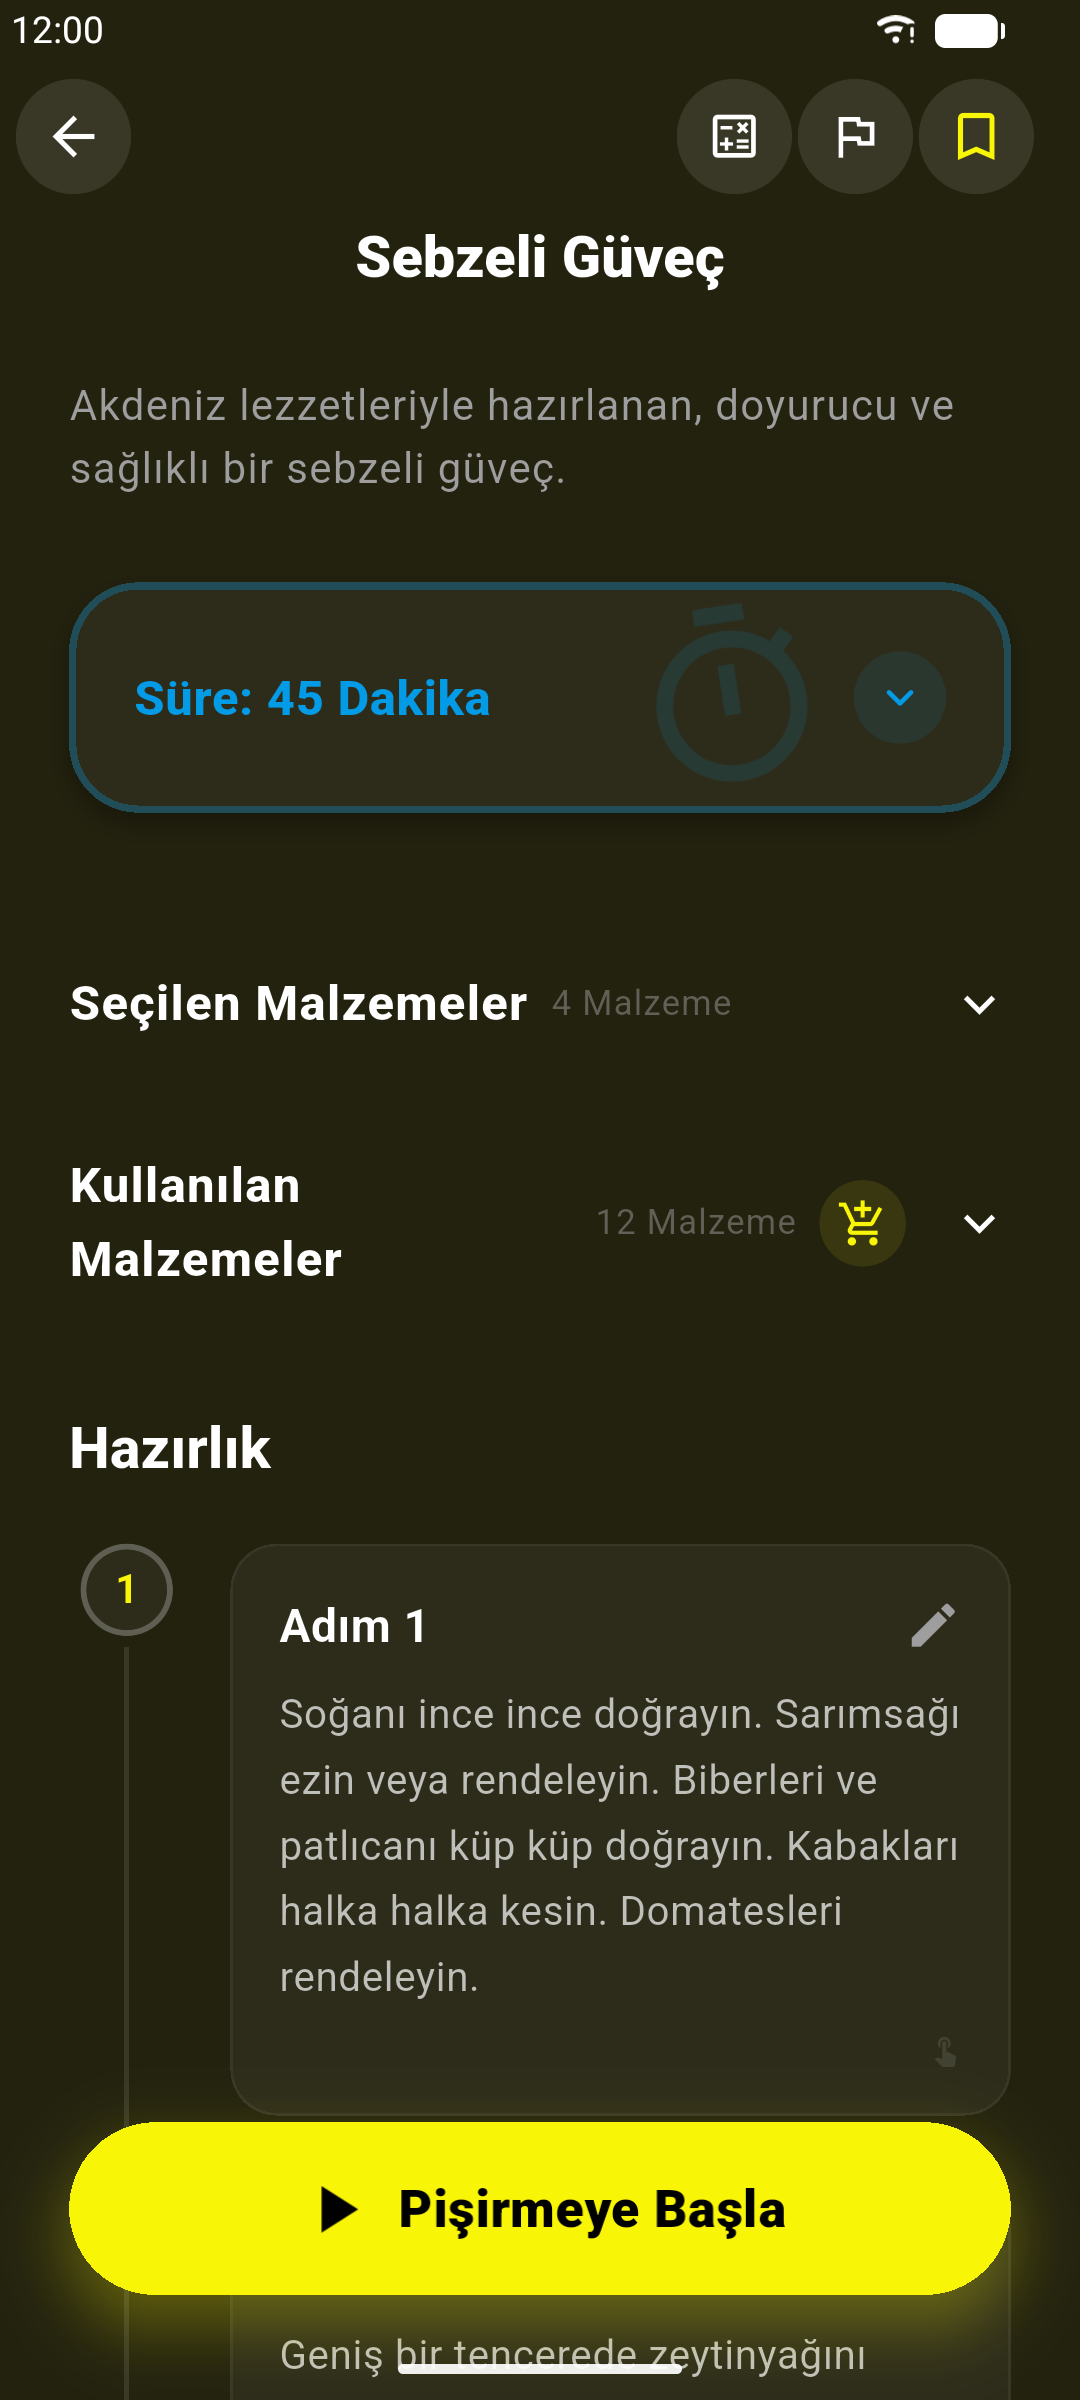 12:00
Sebzeli Güveç
Akdeniz lezzetleriyle hazırlanan, doyurucu ve
sağlıklı bir sebzeli güveç.
Süre: 45 Dakika
Seçilen Malzemeler 4 Malzeme
Kullanılan
Malzemeler
12 Malzeme
Hazırlık
1
Adım 1
Soğanı ince ince doğrayın. Sarımsağı
ezin veya rendeleyin. Biberleri ve
patlıcanı küp küp doğrayın. Kabakları
halka halka kesin. Domatesleri
rendeleyin.
Pişirmeye Başla
Geniş bir tencerede zeytinyağını